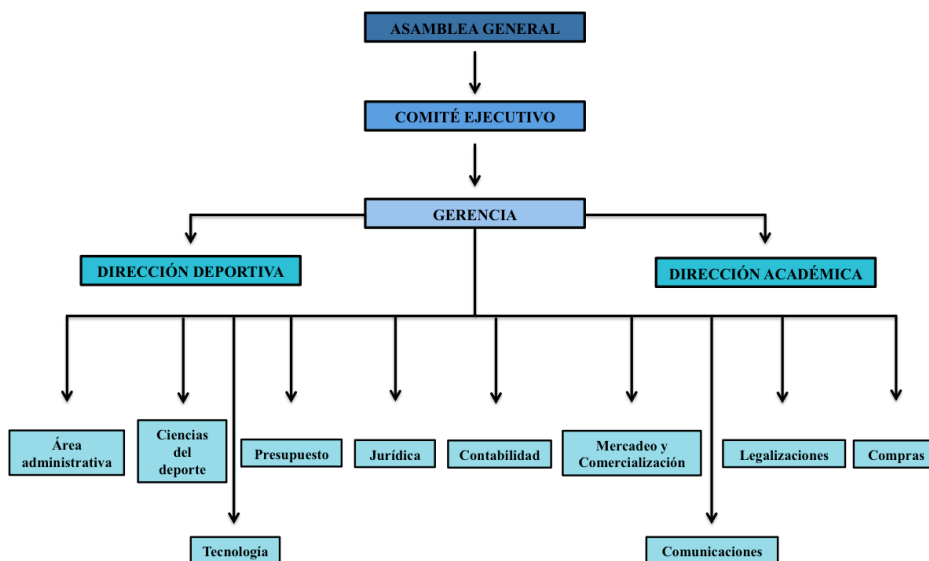 ASAMBLEA GENERAL
COMITÉ EJECUTIVO
GERENCIA
DIRECCIÓN DEPORTIVA
DIRECCIÓN ACADÉMICA
Área
administrativa
Ciencias
del
deporte
Presupuesto
Jurídica
Contabilidad
Mercadeo y
Comercialización
Legalizaciones
Compras
Tecnología
Comunicaciones